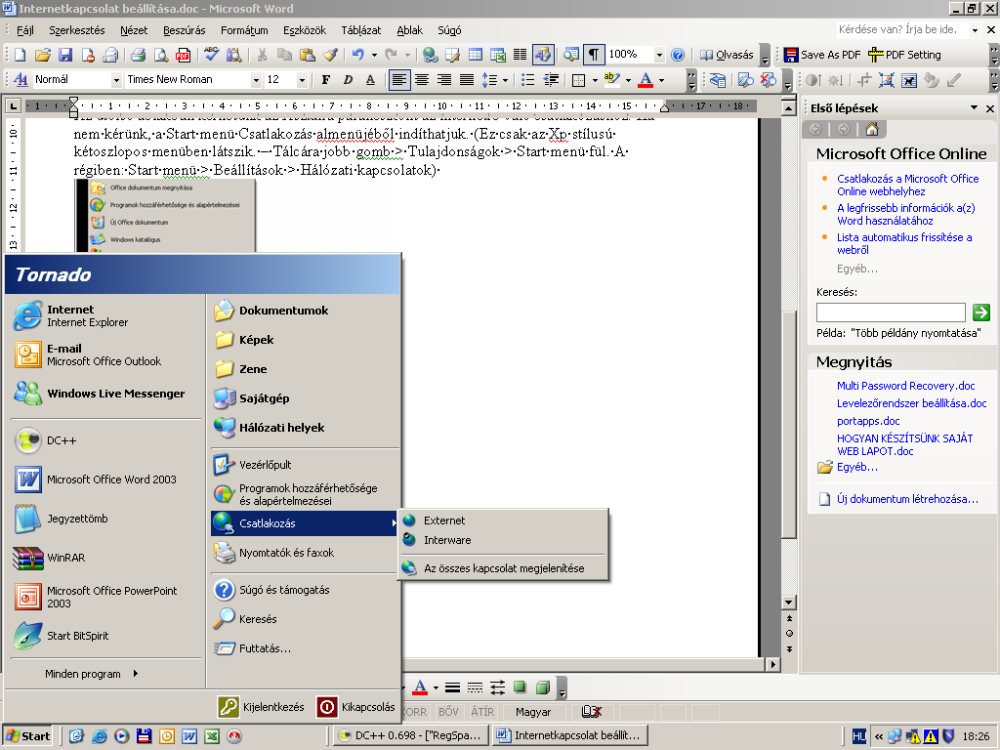 Internetkapcsolat beállítása.doc - Microsoft Word
Fájl Szerkesztés Nézet Beszúrás Formátum Eszközök Táblázat Ablak Súgó
Kérdése van? Írja be ide.
100% Olvasás Save As PDF PDF Setting
Normál Times New Roman 12 F D A
nem kérünk, a Start menü Csatlakozás almenüjéből indíthatjuk. (Ez csak az Xp stílusú
kétoszlopos menüben látszik. – Tálcára jobb gomb > Tulajdonságok > Start menü fül. A
régiben: Start menü > Beállítások > Hálózati kapcsolatok)
Office dokumentum megnyitása
Programok hozzáférhetősége és alapértelmezései
Új Office dokumentum
Windows katalógus
Tornado
Internet
Internet Explorer
E-mail
Microsoft Office Outlook
Windows Live Messenger
DC++
Microsoft Office Word 2003
Jegyzettömb
WinRAR
Microsoft Office PowerPoint
2003
Start BitSpirit
Minden program
Dokumentumok
Képek
Zene
Sajátgép
Hálózati helyek
Vezérlőpult
Programok hozzáférhetősége
és alapértelmezései
Csatlakozás
Nyomtatók és faxok
Súgó és támogatás
Keresés
Futtatás...
Externet
Interware
Az összes kapcsolat megjelenítése
Kijelentkezés Kikapcsolás
Első lépések
Microsoft Office Online
Csatlakozás a Microsoft
Office Online webhelyhez
A legfrissebb információk a(z)
Word használatához
Lista automatikus frissítése a
webről
Egyéb...
Keresés:
Példa: "Több példány nyomtatása"
Megnyitás
Multi Password Recovery.doc
Levelezőrendszer beállítása.doc
portapps.doc
HOGYAN KÉSZÍTSÜNK SAJÁT
WEB LAPOT.doc
Egyéb...
Új dokumentum létrehozása...
KORR BŐV ÁTÍR Magyar
Start DC++ 0.698 - ["RegSpa... Internetkapcsolat beállít... HU « 18:26